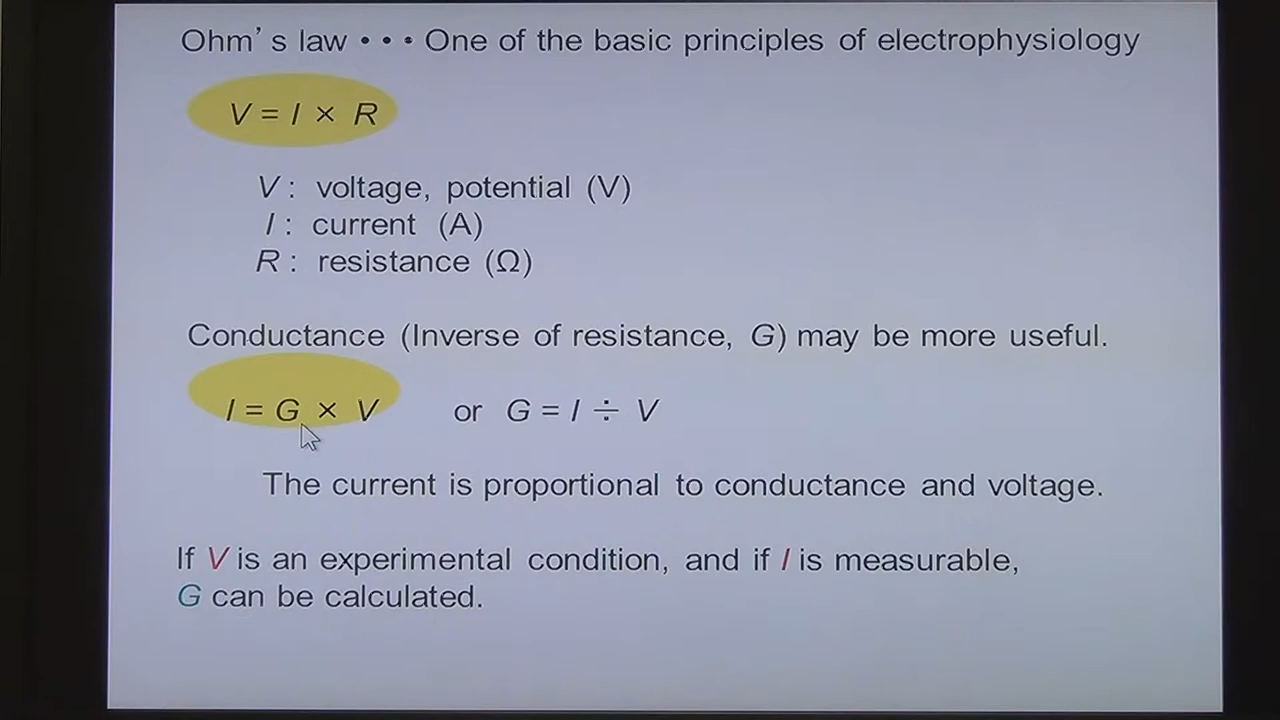 Ohm's law・・・One of the basic principles of electrophysiology
V = I × R
V : voltage, potential (V)
I : current (A)
R : resistance (Ω)
Conductance (Inverse of resistance, G) may be more useful.
I = G × V or G = I ÷ V
The current is proportional to conductance and voltage.
If V is an experimental condition, and if I is measurable,
G can be calculated.